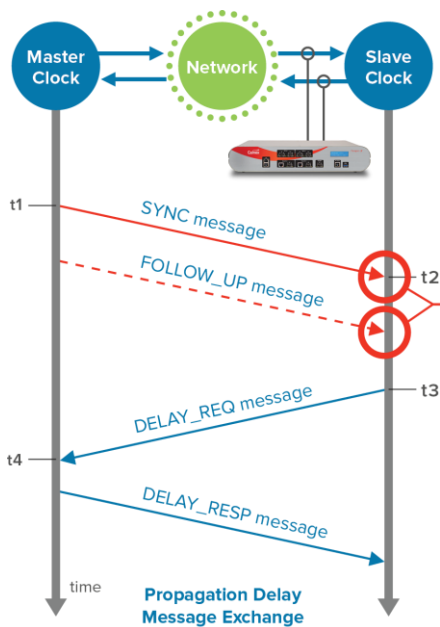 Master
Clock
Network
Slave
Clock
t1
SYNC message
t2
FOLLOW_UP message
t3
DELAY_REQ message
t4
DELAY_RESP message
time
Propagation Delay
Message Exchange